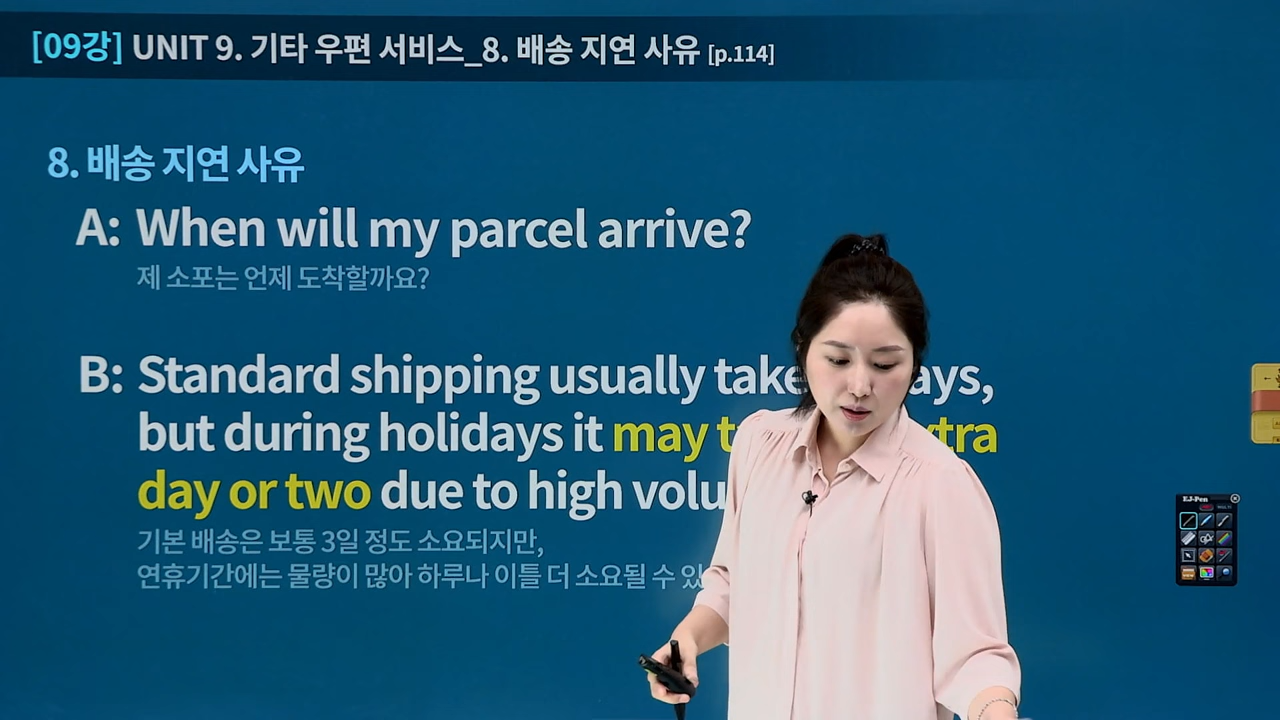 [09강] UNIT 9. 기타 우편 서비스_8. 배송 지연 사유 [p.114]
8. 배송 지연 사유
A: When will my parcel arrive?
제 소포는 언제 도착할까요?
B: Standard shipping usually take
but during holidays it may
day or two due to high
기본 배송은 보통 3일 정도 소요되지만,
연휴기간에는 물량이 많아 하루나 이틀 더 소요될 수
EJ-Pen